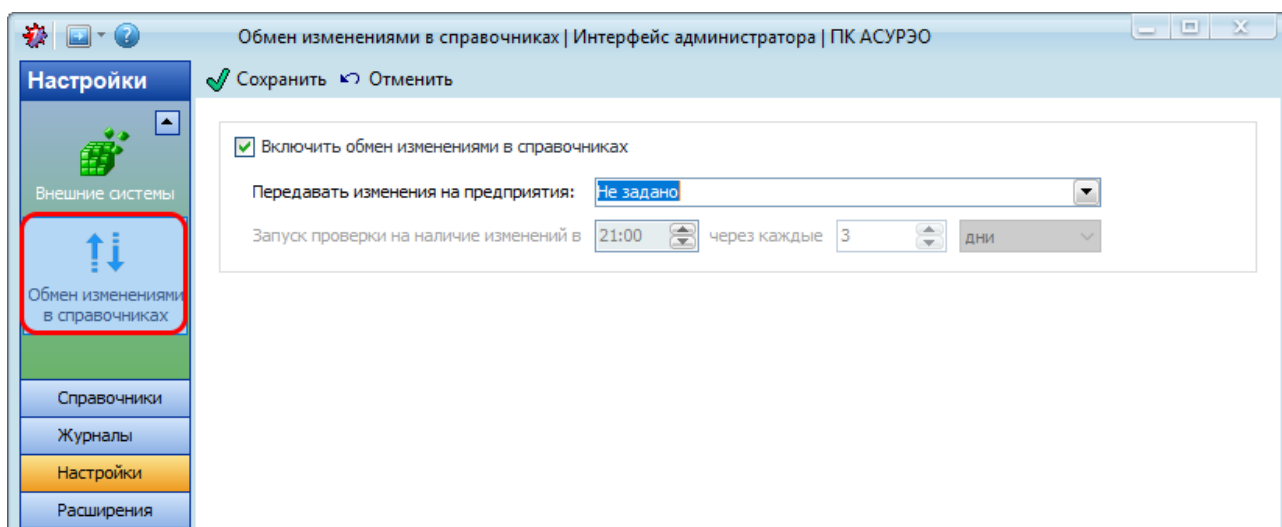 Обмен изменениями в справочниках | Интерфейс администратора | ПК АСУРЭО
Настройки
Сохранить Отменить
Внешние системы
Обмен изменениями
в справочниках
Включить обмен изменениями в справочниках
Передавать изменения на предприятия: Не задано
Запуск проверки на наличие изменений в 21:00 через каждые 3 дни
Справочники
Журналы
Настройки
Расширения